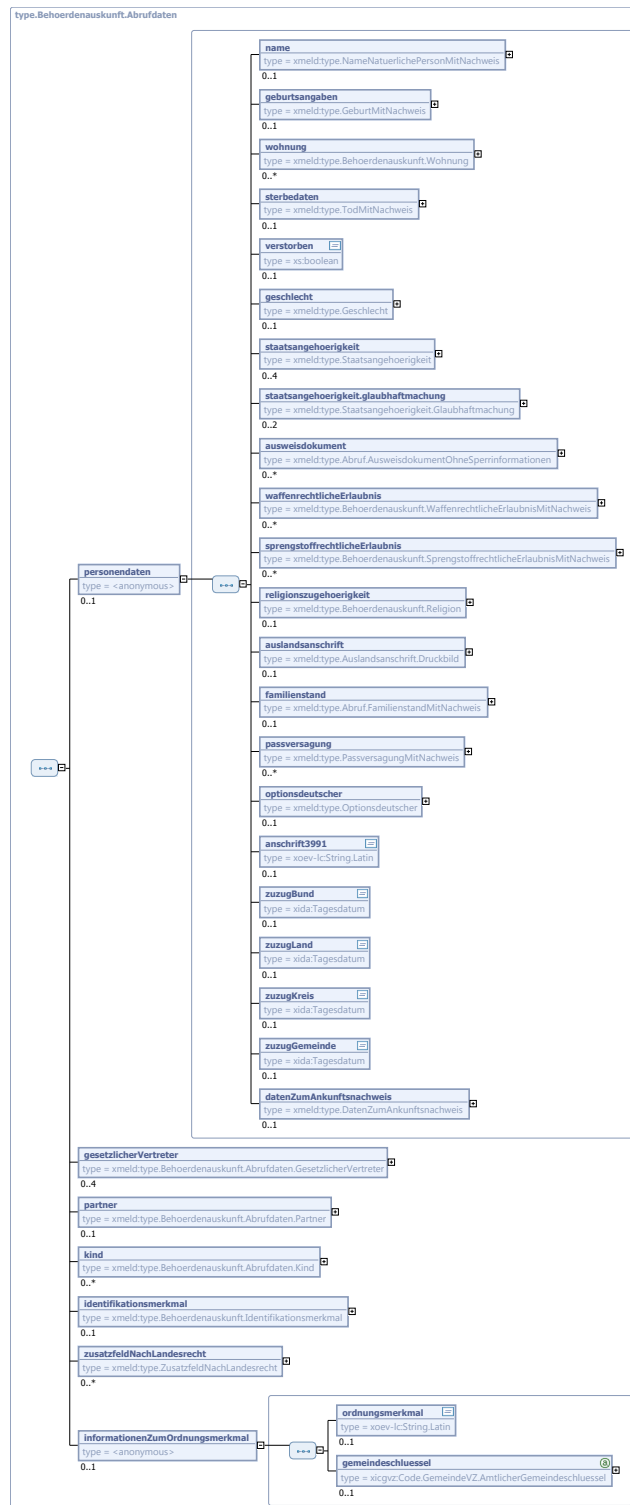 type.Behoerdenauskunft.Abrufdaten
name
type = xmeld:type.NameNatuerlichePersonMitNachweis
0..1
geburtsangaben
type = xmeld:type.GeburtMitNachweis
0..1
wohnung
type = xmeld:type.Behoerdenauskunft.Wohnung
0..*
sterbedaten
type = xmeld:type.TodMitNachweis
0..1
verstorben
type = xs:boolean
0..1
geschlecht
type = xmeld:type.Geschlecht
0..1
staatsangehoerigkeit
type = xmeld:type.Staatsangehoerigkeit
0..4
staatsangehoerigkeit.glaubhaftmachung
type = xmeld:type.Staatsangehoerigkeit.Glaubhaftmachung
0..2
ausweisdokument
type = xmeld:type.Abruf.AusweisdokumentOhneSperrinformationen
0..*
waffenrechtlicheErlaubnis
type = xmeld:type.Behoerdenauskunft.WaffenrechtlicheErlaubnisMitNachweis
0..*
sprengstoffrechtlicheErlaubnis
type = xmeld:type.Behoerdenauskunft.SprengstoffrechtlicheErlaubnisMitNachweis
0..*
personendaten
type = <anonymous>
0..1
religionszugehoerigkeit
type = xmeld:type.Behoerdenauskunft.Religion
0..1
auslandsanschrift
type = xmeld:type.Auslandsanschrift.Druckbild
0..1
familienstand
type = xmeld:type.Abruf.FamilienstandMitNachweis
0..1
passversagung
type = xmeld:type.PassversagungMitNachweis
0..*
optionsdeutscher
type = xmeld:type.Optionsdeutscher
0..1
anschrift3991
type = xoev-lc:String.Latin
0..1
zuzugBund
type = xida:Tagesdatum
0..1
zuzugLand
type = xida:Tagesdatum
0..1
zuzugKreis
type = xida:Tagesdatum
0..1
zuzugGemeinde
type = xida:Tagesdatum
0..1
datenZumAnkunftsnachweis
type = xmeld:type.DatenZumAnkunftsnachweis
0..1
gesetzlicherVertreter
type = xmeld:type.Behoerdenauskunft.Abrufdaten.GesetzlicherVertreter
0..4
partner
type = xmeld:type.Behoerdenauskunft.Abrufdaten.Partner
0..1
kind
type = xmeld:type.Behoerdenauskunft.Abrufdaten.Kind
0..*
identifikationsmerkmal
type = xmeld:type.Behoerdenauskunft.Identifikationsmerkmal
0..1
zusatzfeldNachLandesrecht
type = xmeld:type.ZusatzfeldNachLandesrecht
0..*
informationenZumOrdnungsmerkmal
type = <anonymous>
0..1
ordnungsmerkmal
type = xoev-lc:String.Latin
0..1
gemeindeschluessel
type = xicgvz:Code.GemeindeVZ.AmtlicherGemeindeschluessel
0..1